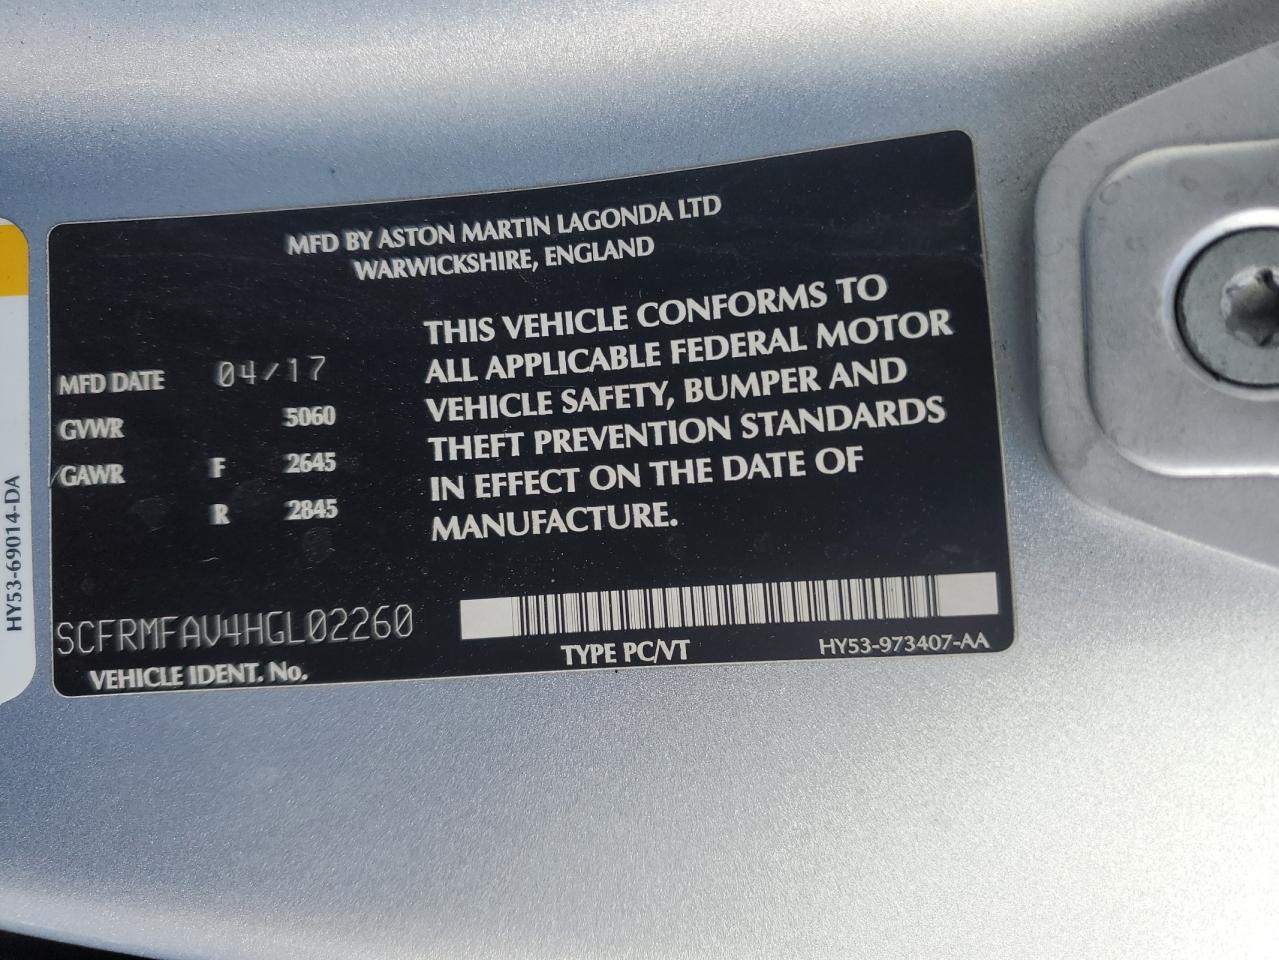 MFD BY ASTON MARTIN LAGONDA LTD
WARWICKSHIRE, ENGLAND
MFD DATE 04/17
GVWR 5060
GAWR F 2645
R 2845
THIS VEHICLE CONFORMS TO
ALL APPLICABLE FEDERAL MOTOR
VEHICLE SAFETY, BUMPER AND
THEFT PREVENTION STANDARDS
IN EFFECT ON THE DATE OF
MANUFACTURE.
SCFRMFAV4HGL02260
VEHICLE IDENT. No.
TYPE PC/VT
HY53-973407-AA
HY53-69014-DA